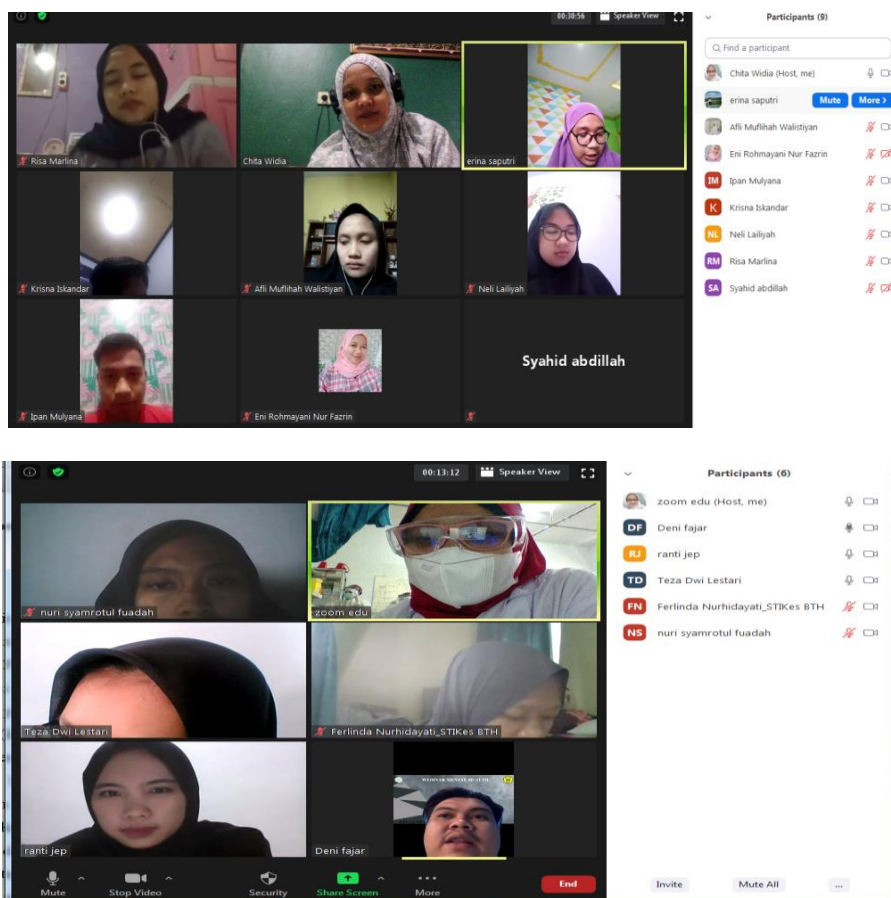 00:30:56 Speaker View
Participants (9)
Find a participant
Risa Marlina
Chita Widia
erina saputri
Krisna Iskandar
Afli Muflihah Walistiyan
Neli Lailiyah
Syahid abdillah
Ipan Mulyana
Eni Rohmayani Nur Fazrin
Chita Widia (Host, me)
erina saputri Mute More >
Afli Muflihah Walistiyan
Eni Rohmayani Nur Fazrin
IM Ipan Mulyana
K Krisna Iskandar
NL Neli Lailiyah
RM Risa Marlina
SA Syahid abdillah
00:13:12 Speaker View
Participants (6)
nuri syamrotul fuadah
zoom edu
Teza Dwi Lestari
Ferlinda Nurhidayati_STIKes BTH
ranti jep
Deni fajar
Mute
Stop Video
Security
Share Screen
More
End
zoom edu (Host, me)
DF Deni fajar
RJ ranti jep
TD Teza Dwi Lestari
FN Ferlinda Nurhidayati_STIKes BTH
NS nuri syamrotul fuadah
Invite Mute All ...